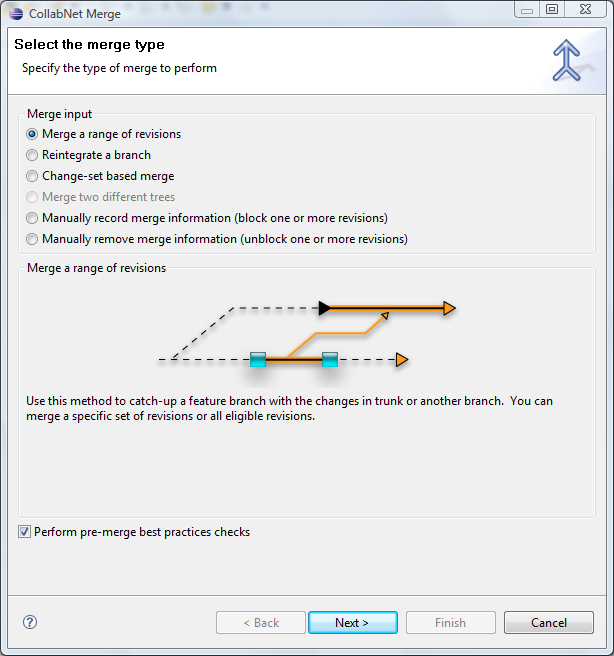 CollabNet Merge
Select the merge type
Specify the type of merge to perform
Merge input
Merge a range of revisions
Reintegrate a branch
Change-set based merge
Merge two different trees
Manually record merge information (block one or more revisions)
Manually remove merge information (unblock one or more revisions)
Merge a range of revisions
Use this method to catch-up a feature branch with the changes in trunk or another branch.  You can
merge a specific set of revisions or all eligible revisions.
Perform pre-merge best practices checks
? < Back Next > Finish Cancel